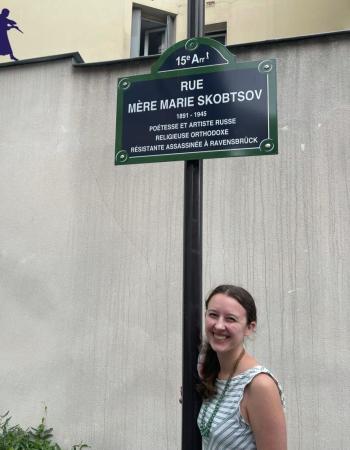 15e Arrt
RUE
MÈRE MARIE SKOBTSOV
1891 - 1945
POÉTESSE ET ARTISTE RUSSE
RELIGIEUSE ORTHODOXE
RÉSISTANTE ASSASSINÉE À RAVENSBRÜCK